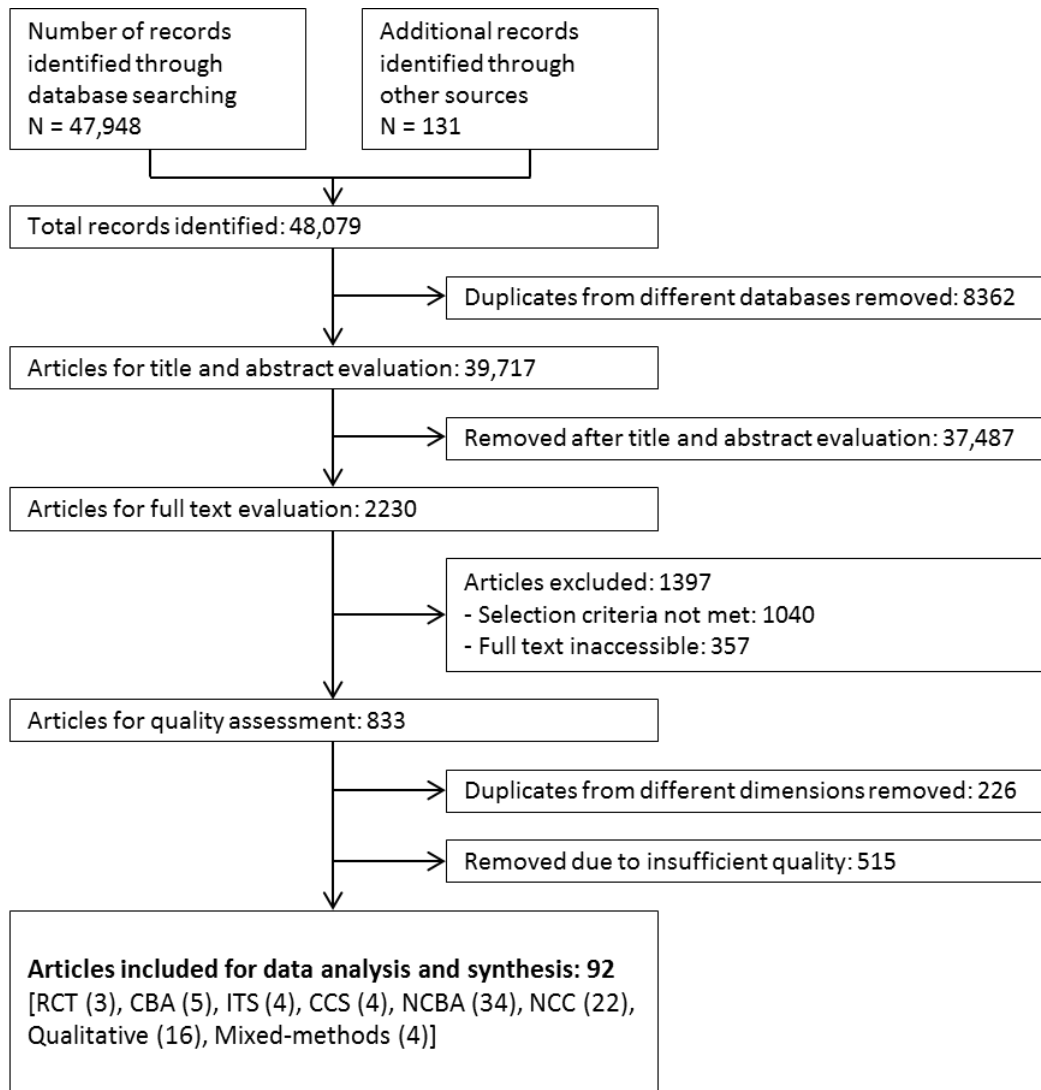 Number of records
identified through
database searching
N = 47,948
Additional records
identified through
other sources
N = 131
Total records identified: 48,079
Duplicates from different databases removed: 8362
Articles for title and abstract evaluation: 39,717
Removed after title and abstract evaluation: 37,487
Articles for full text evaluation: 2230
Articles excluded: 1397
- Selection criteria not met: 1040
- Full text inaccessible: 357
Articles for quality assessment: 833
Duplicates from different dimensions removed: 226
Removed due to insufficient quality: 515
Articles included for data analysis and synthesis: 92
[RCT (3), CBA (5), ITS (4), CCS (4), NCBA (34), NCC (22),
Qualitative (16), Mixed-methods (4)]